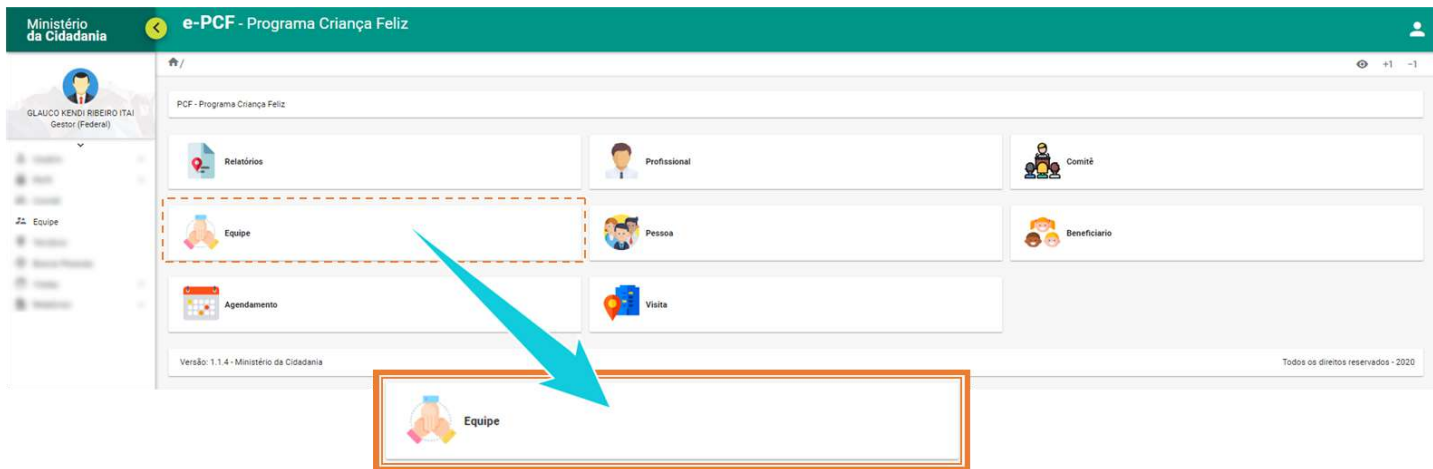 Ministério
da Cidadania
e-PCF - Programa Criança Feliz
GLAUCO KENDI RIBEIRO ITAI
Gestor (Federal)
Equipe
/
+1 -1
PCF - Programa Criança Feliz
Relatórios
Profissional
Comitê
Equipe
Pessoa
Beneficiario
Agendamento
Visita
Versão: 1.1.4 - Ministério da Cidadania
Todos os direitos reservados - 2020
Equipe